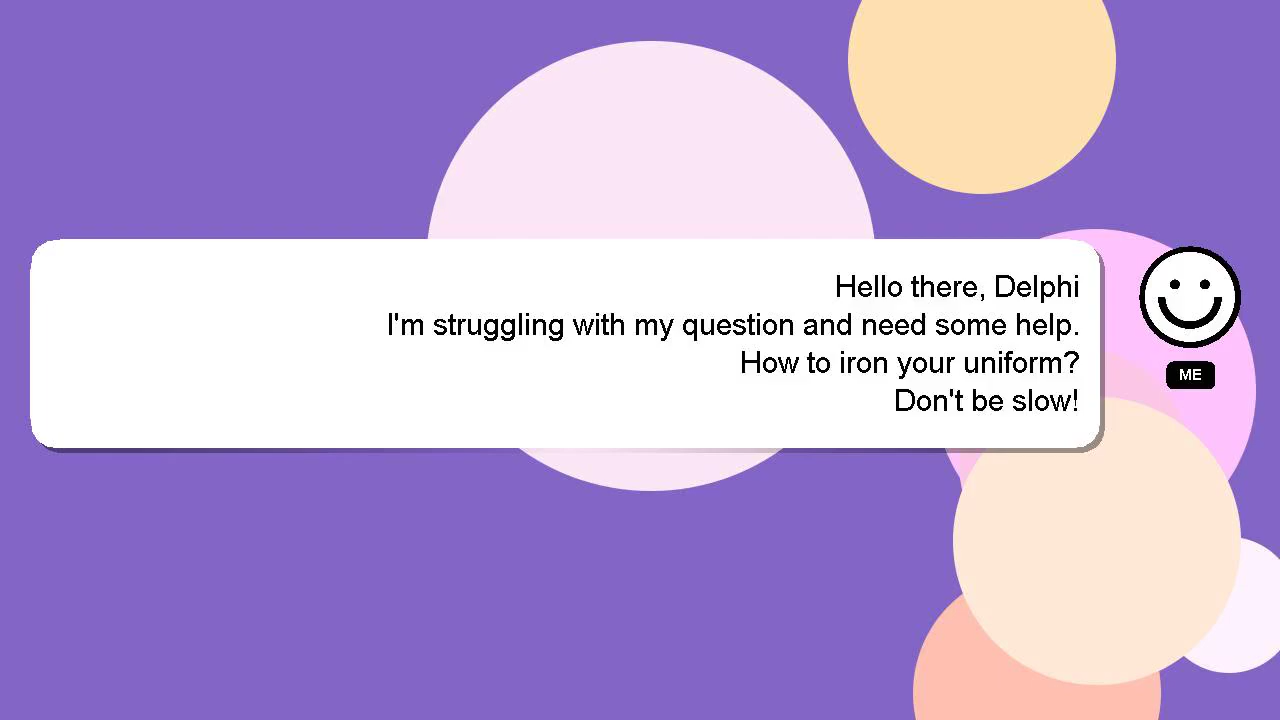 Hello there, Delphi
I'm struggling with my question and need some help.
How to iron your uniform?
Don't be slow!
ME